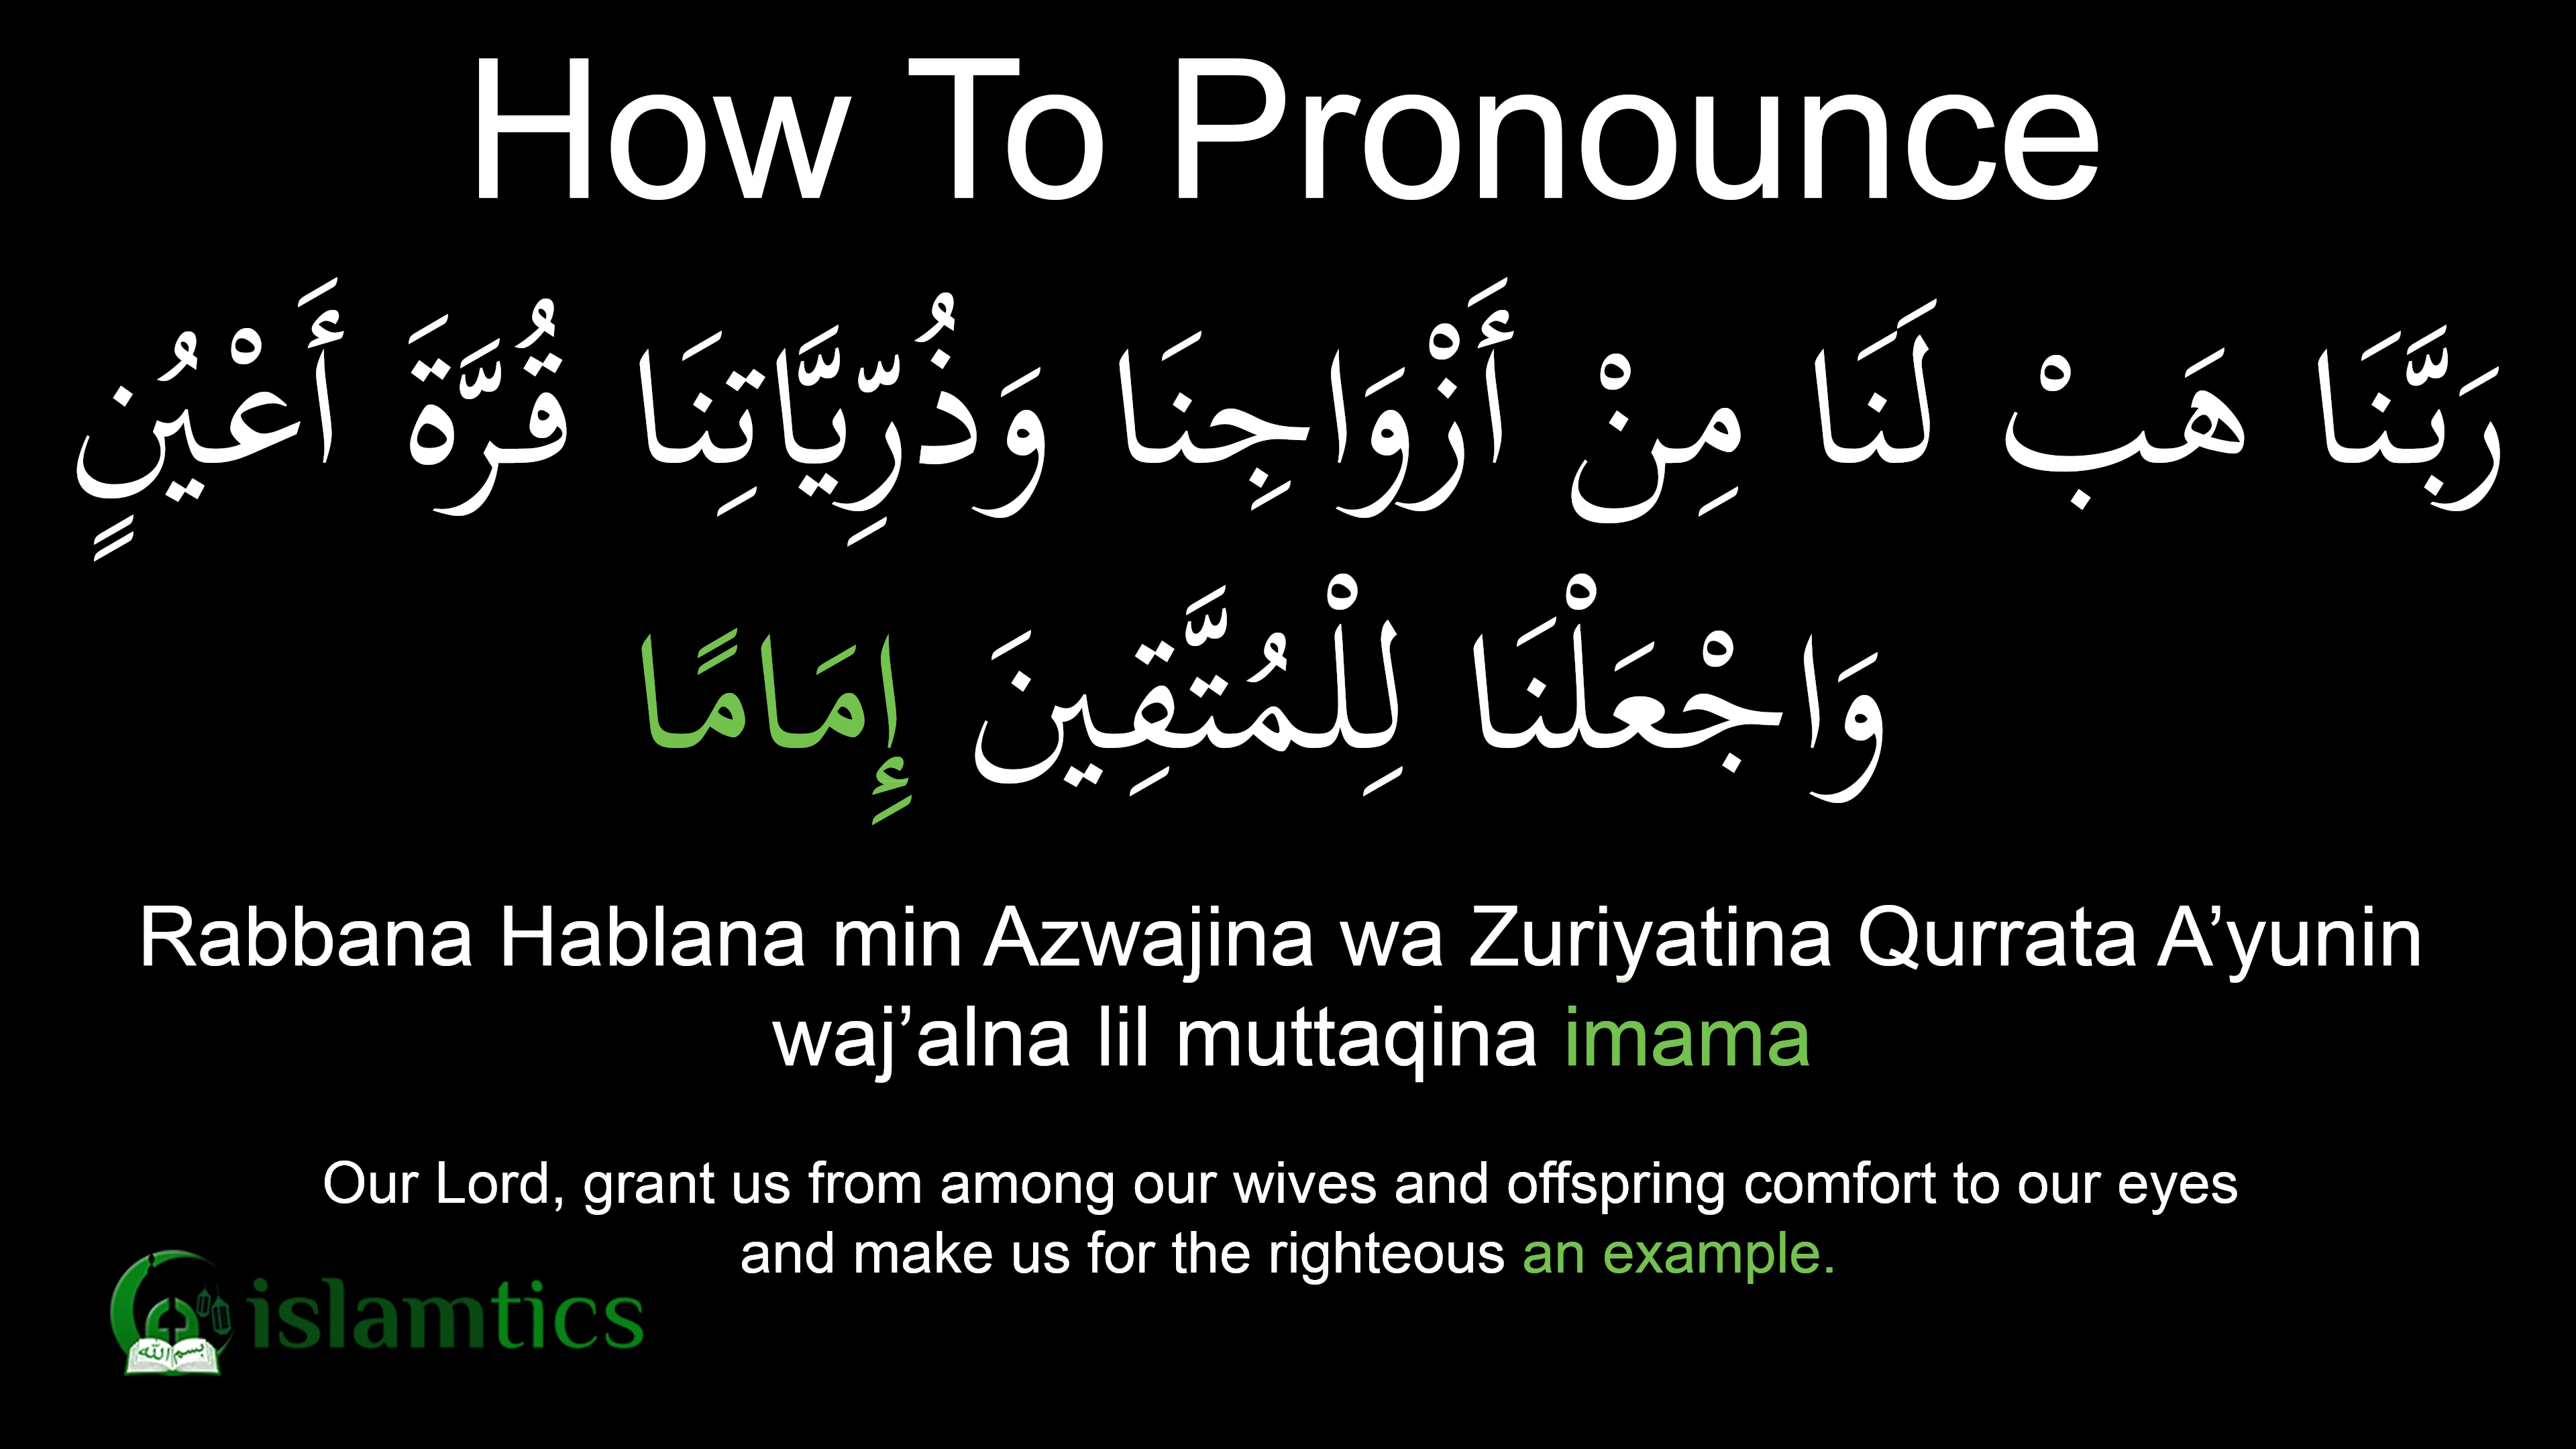 How To Pronounce
رَبَّنَا هَبْ لَنَا مِنْ أَزْوَاجِنَا وَذُرِّيَّاتِنَا قُرَّةَ أَعْيُنٍ
وَاجْعَلْنَا لِلْمُتَّقِينَ إِمَامًا
Rabbana Hablana min Azwajina wa Zuriyatina Qurrata A’yunin
waj’alna lil muttaqina imama
Our Lord, grant us from among our wives and offspring comfort to our eyes
and make us for the righteous an example.
islamtics
بسم الله